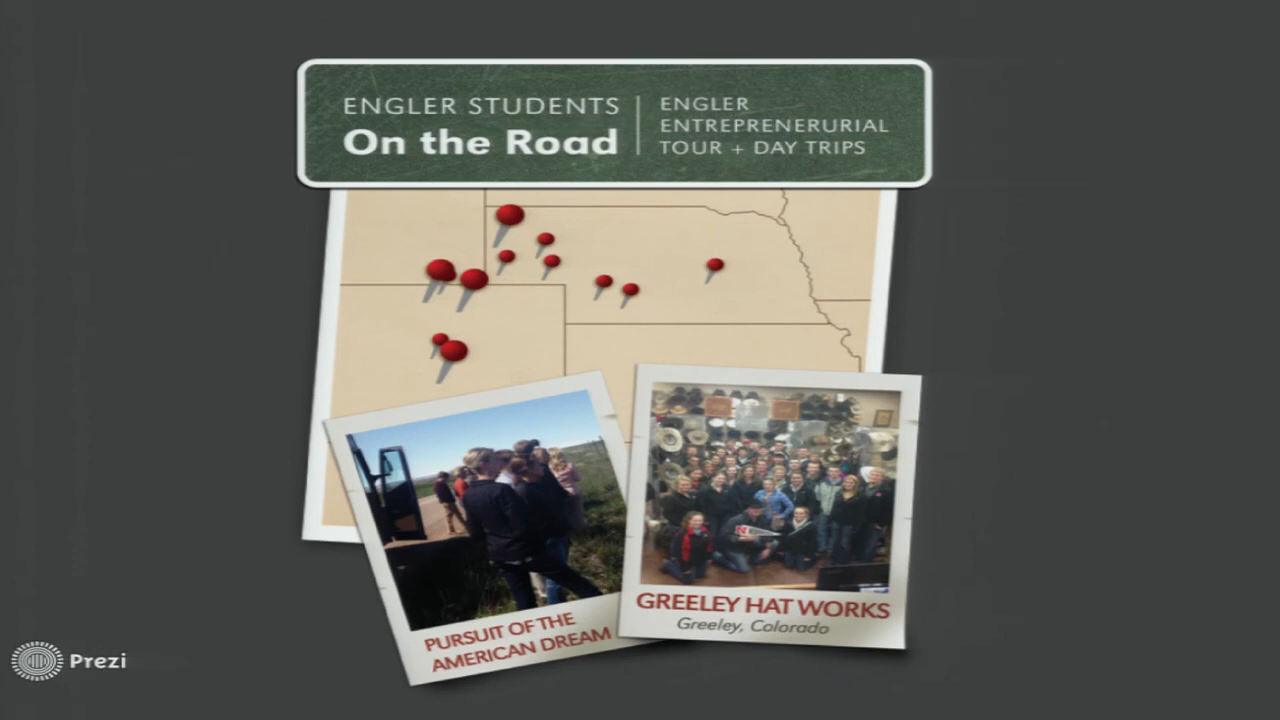 ENGLER STUDENTS
On the Road
ENGLER
ENTREPRENERURIAL
TOUR + DAY TRIPS
PURSUIT OF THE
AMERICAN DREAM
GREELEY HAT WORKS
Greeley, Colorado
Prezi